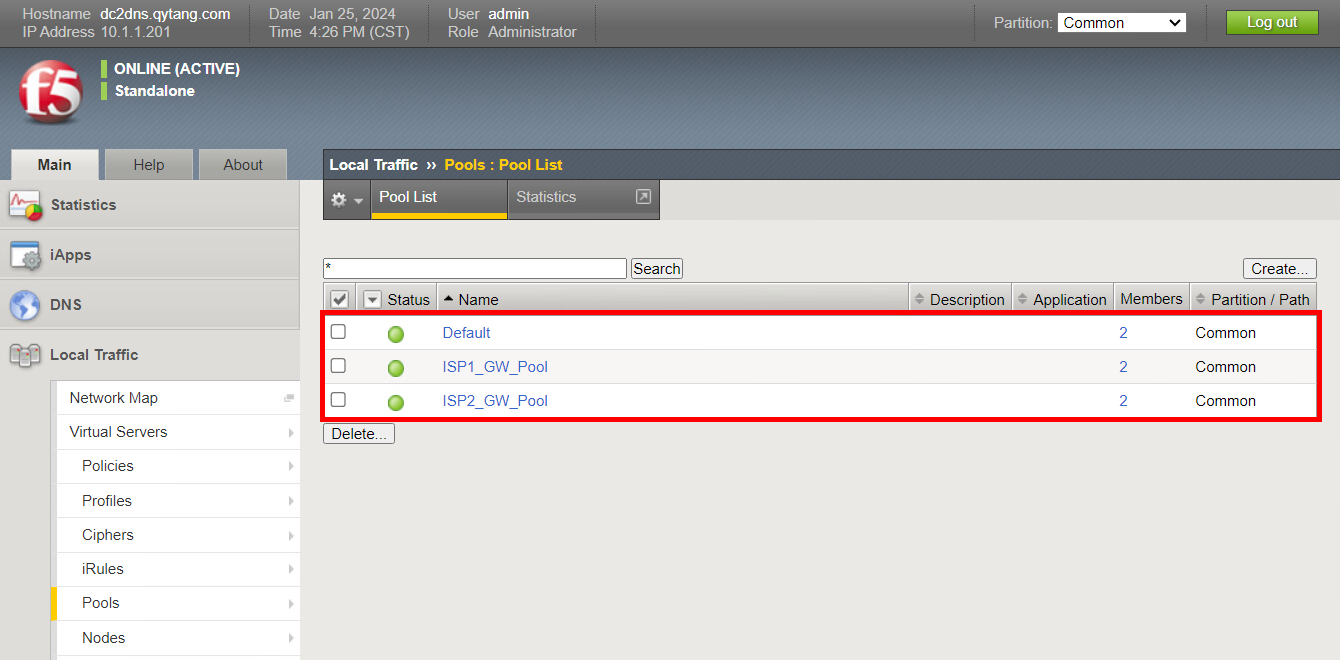 Hostname dc2dns.qytang.com Date Jan 25, 2024 User admin
IP Address 10.1.1.201 Time 4:26 PM (CST) Role Administrator
Partition: Common Log out
f5
ONLINE (ACTIVE)
Standalone
Main Help About
Local Traffic ›› Pools : Pool List
Pool List Statistics
Statistics
iApps
DNS
Local Traffic
Network Map
Virtual Servers
Policies
Profiles
Ciphers
iRules
Pools
Nodes
* Search Create...
Status Name Description Application Members Partition / Path
Default 2 Common
ISP1_GW_Pool 2 Common
ISP2_GW_Pool 2 Common
Delete...